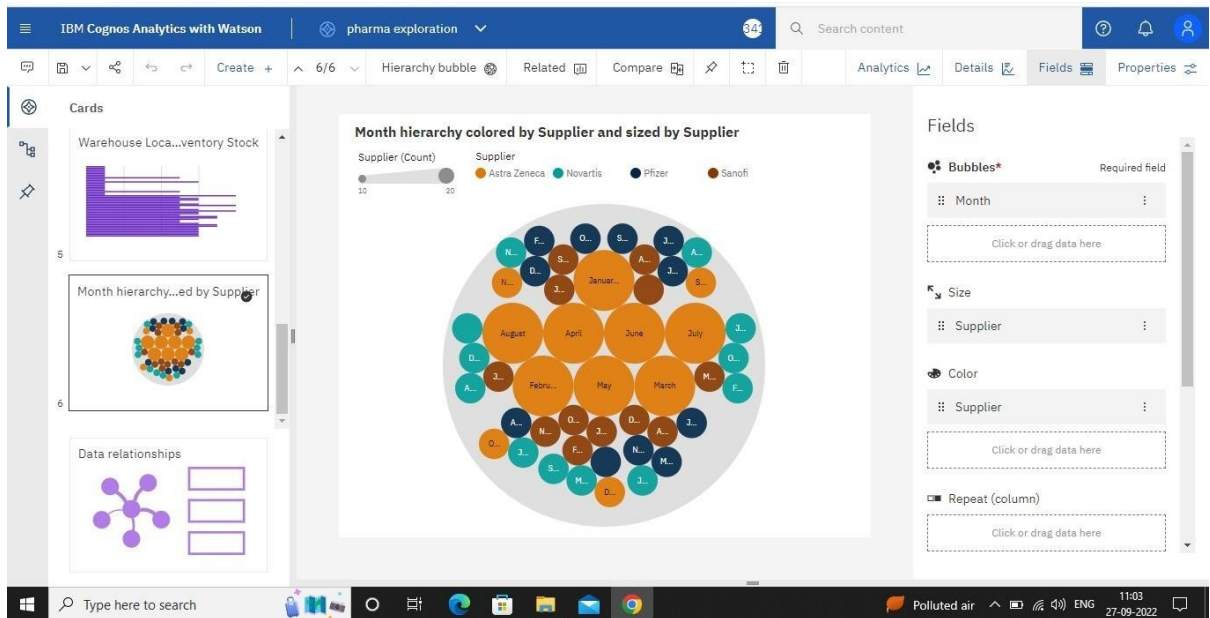 IBM Cognos Analytics with Watson
pharma exploration
341
Search content
Create +
6/6
Hierarchy bubble
Related
Compare
Analytics
Details
Fields
Properties
Cards
Warehouse Loca...ventory Stock
5
Month hierarchy...ed by Supplier
6
Data relationships
Month hierarchy colored by Supplier and sized by Supplier
Supplier (Count)
10
20
Supplier
Astra Zeneca
Novartis
Pfizer
Sanofi
F...
O...
S...
J...
N...
S...
A...
A...
D...
J...
N...
J...
Januar...
S...
August
April
June
July
J...
D...
O...
A...
J...
Febru...
May
March
M...
F...
A...
N...
O...
J...
D...
A...
J...
O...
J...
F...
N...
M...
S...
M...
D...
J...
Fields
Bubbles*
Required field
Month
Click or drag data here
Size
Supplier
Color
Supplier
Click or drag data here
Repeat (column)
Click or drag data here
Type here to search
Polluted air
ENG
11:03
27-09-2022